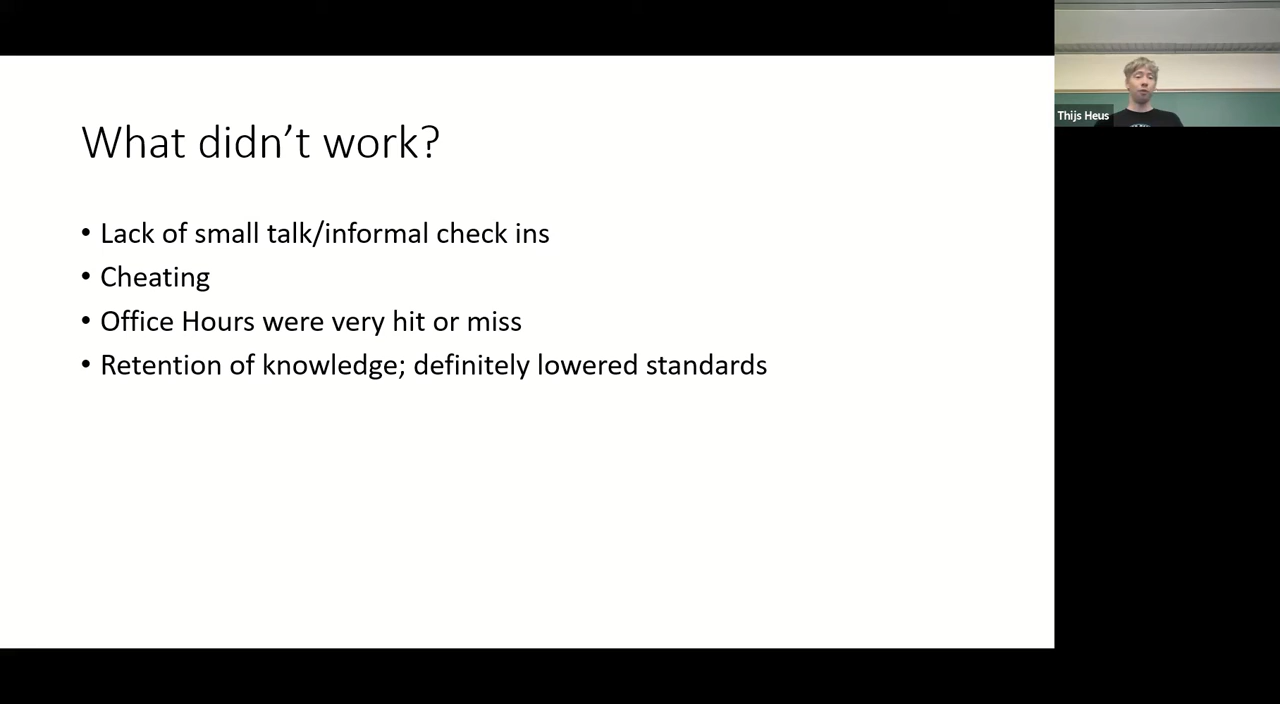 What didn’t work?
• Lack of small talk/informal check ins
• Cheating
• Office Hours were very hit or miss
• Retention of knowledge; definitely lowered standards
Thijs Heus